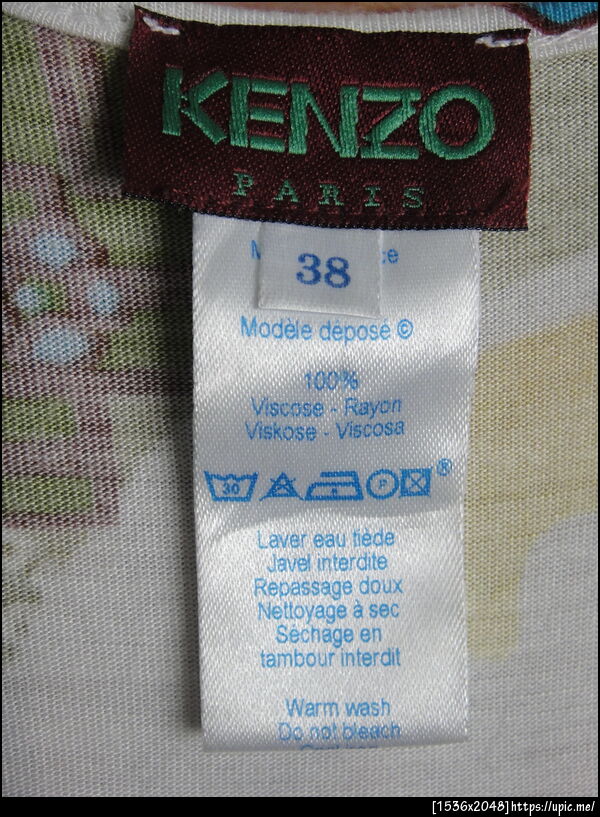 KENZO
PARIS
38
Modèle déposé ©
100%
Viscose - Rayon
Viskose - Viscosa
30 P ®
Laver eau tiède
Javel interdite
Repassage doux
Nettoyage à sec
Séchage en
tambour interdit
Warm wash
Do not bleach
[1536x2048]https://upic.me/